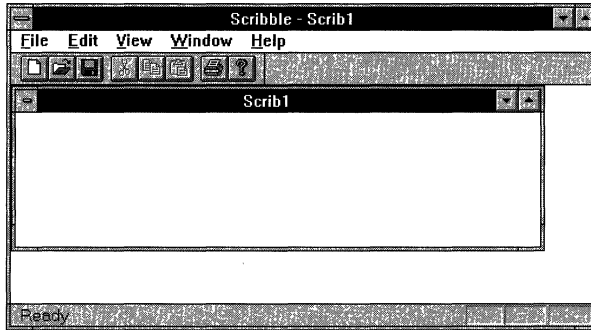 Scribble - Scrib1
File Edit View Window Help
?
Scrib1
Ready